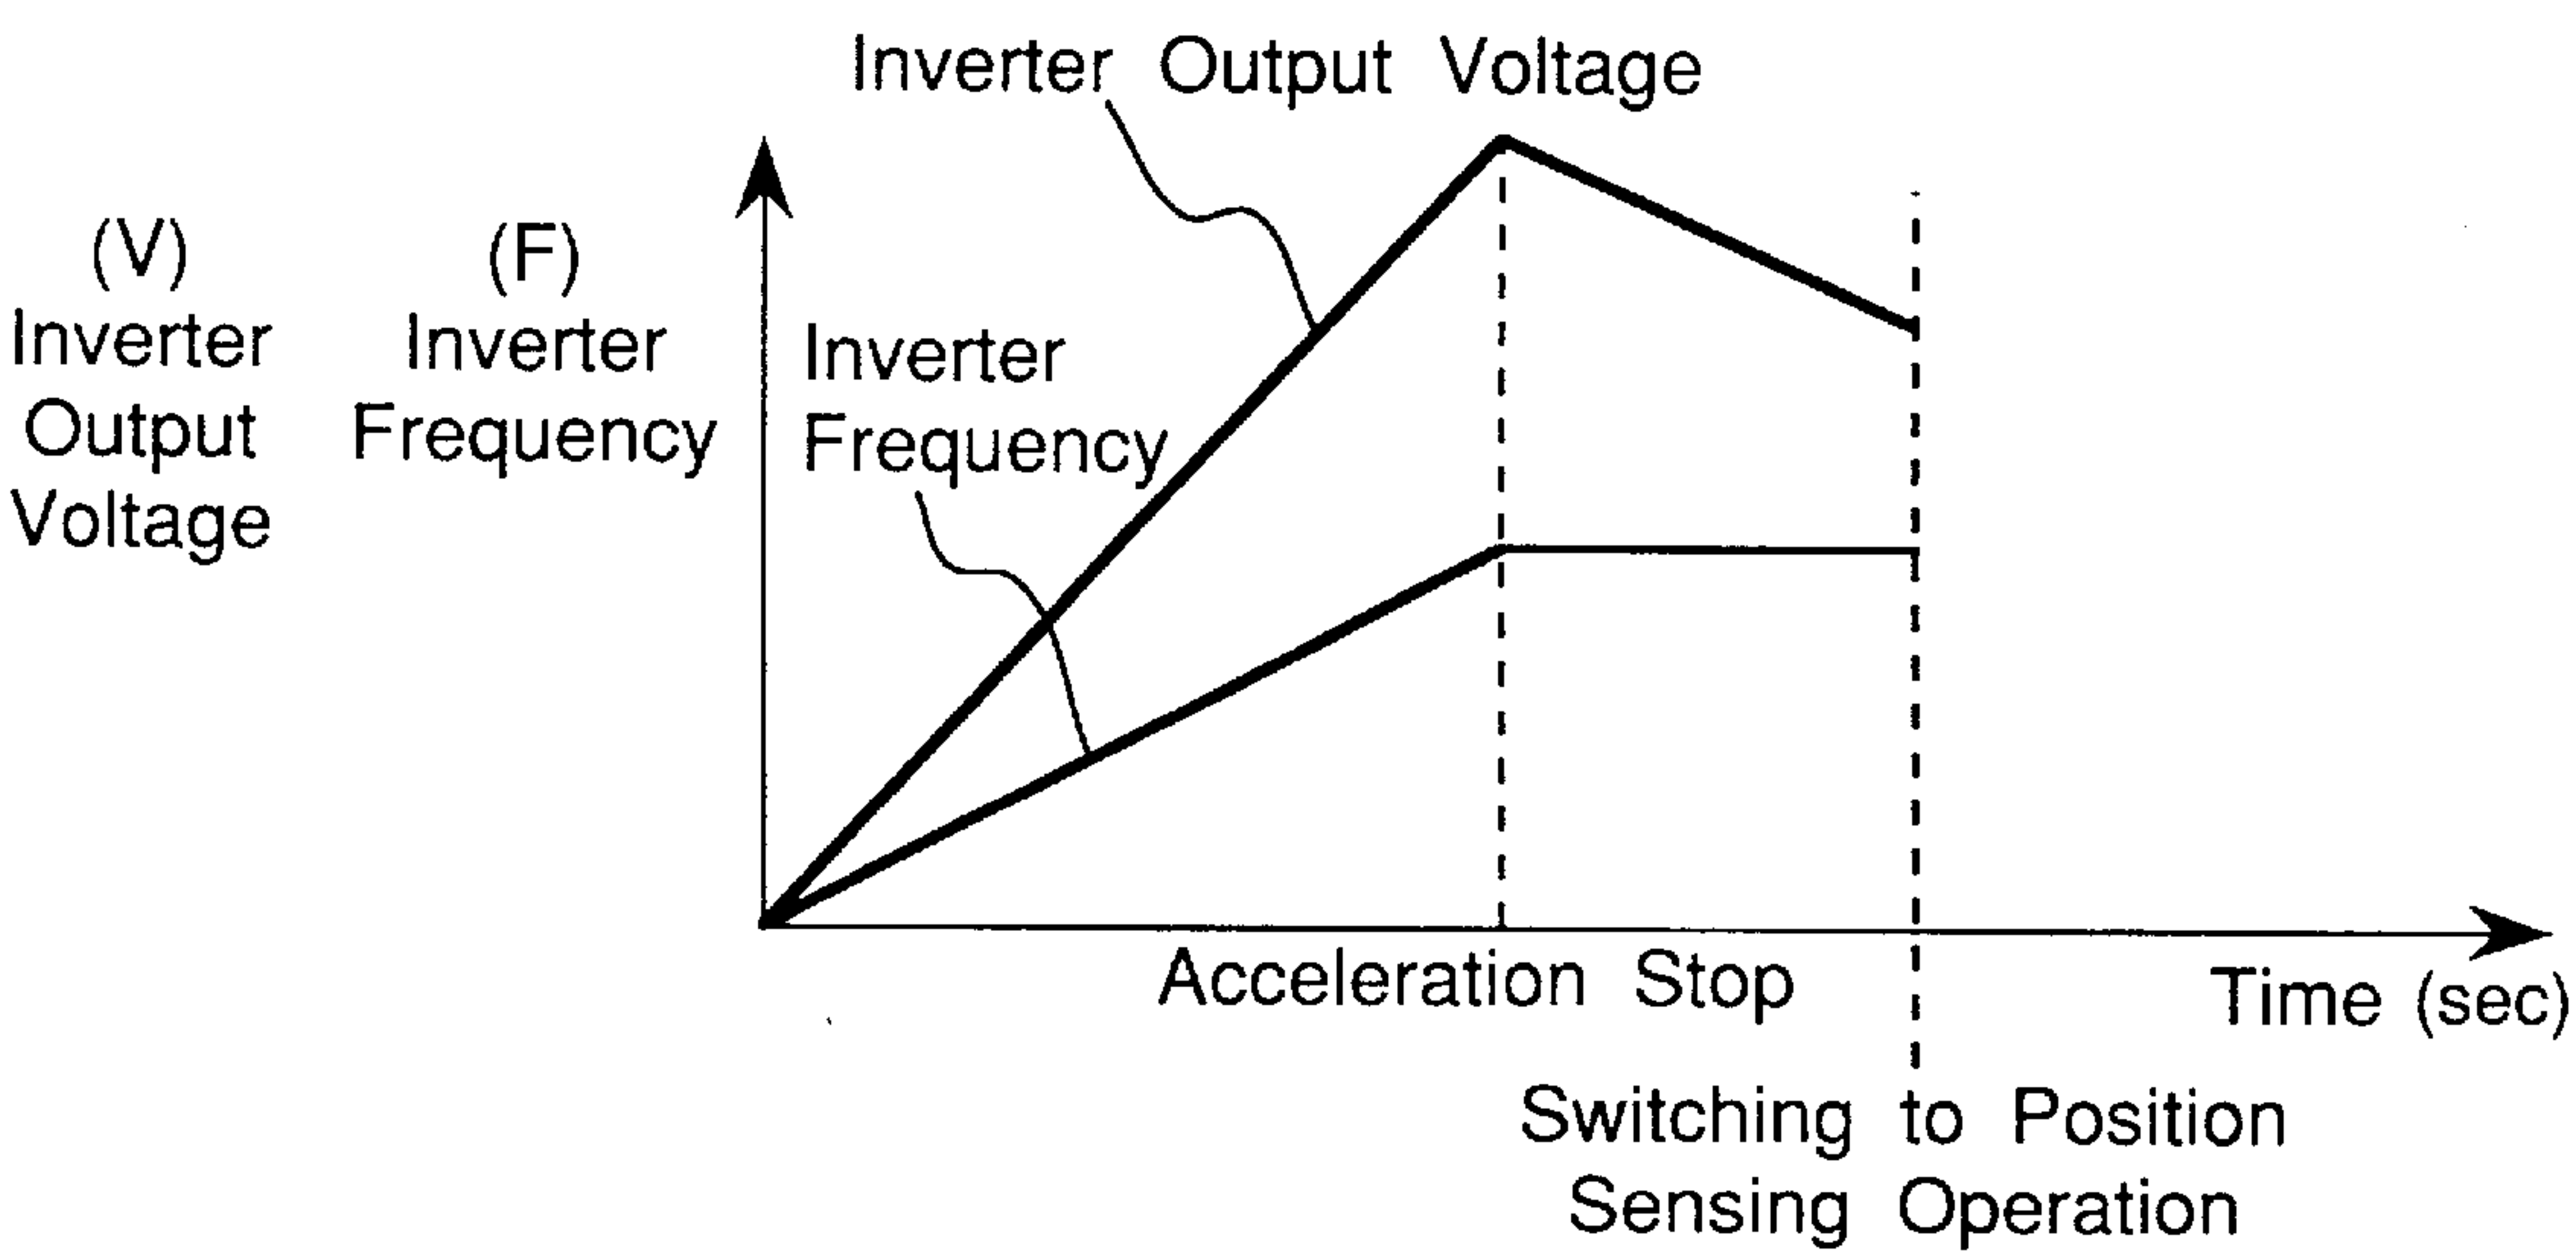 Inverter Output Voltage
(V)
Inverter
Output
Voltage
(F)
Inverter
Frequency
Inverter
Frequency
Acceleration Stop
Time (sec)
Switching to Position
Sensing Operation